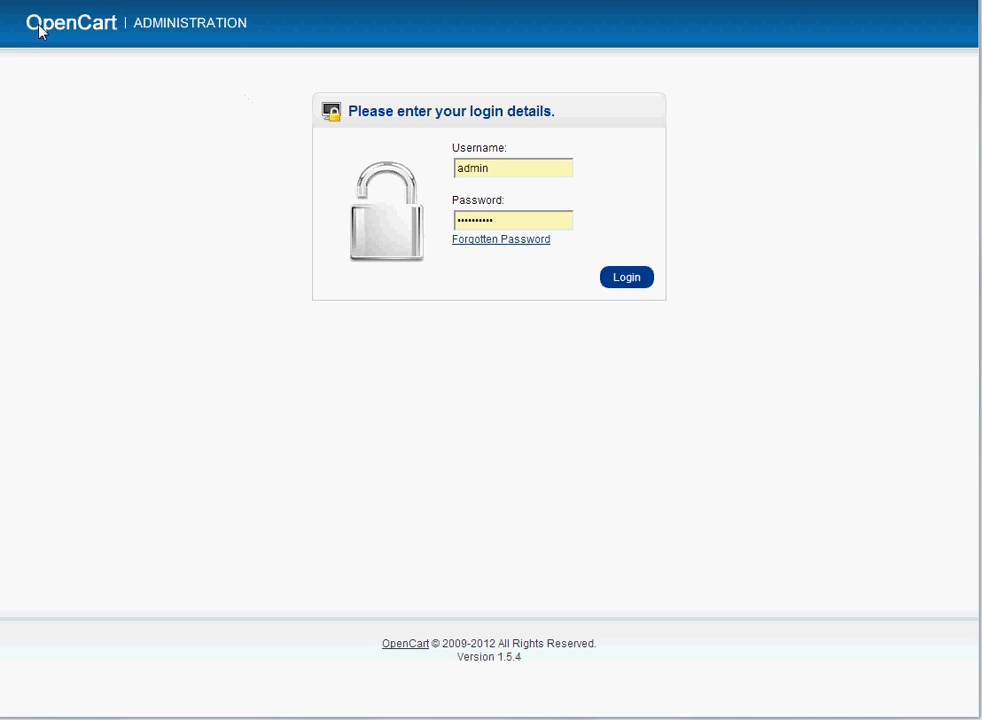 OpenCart | ADMINISTRATION
Please enter your login details.
Username:
admin
Password:
••••••••••
Forgotten Password
Login
OpenCart © 2009-2012 All Rights Reserved.
Version 1.5.4